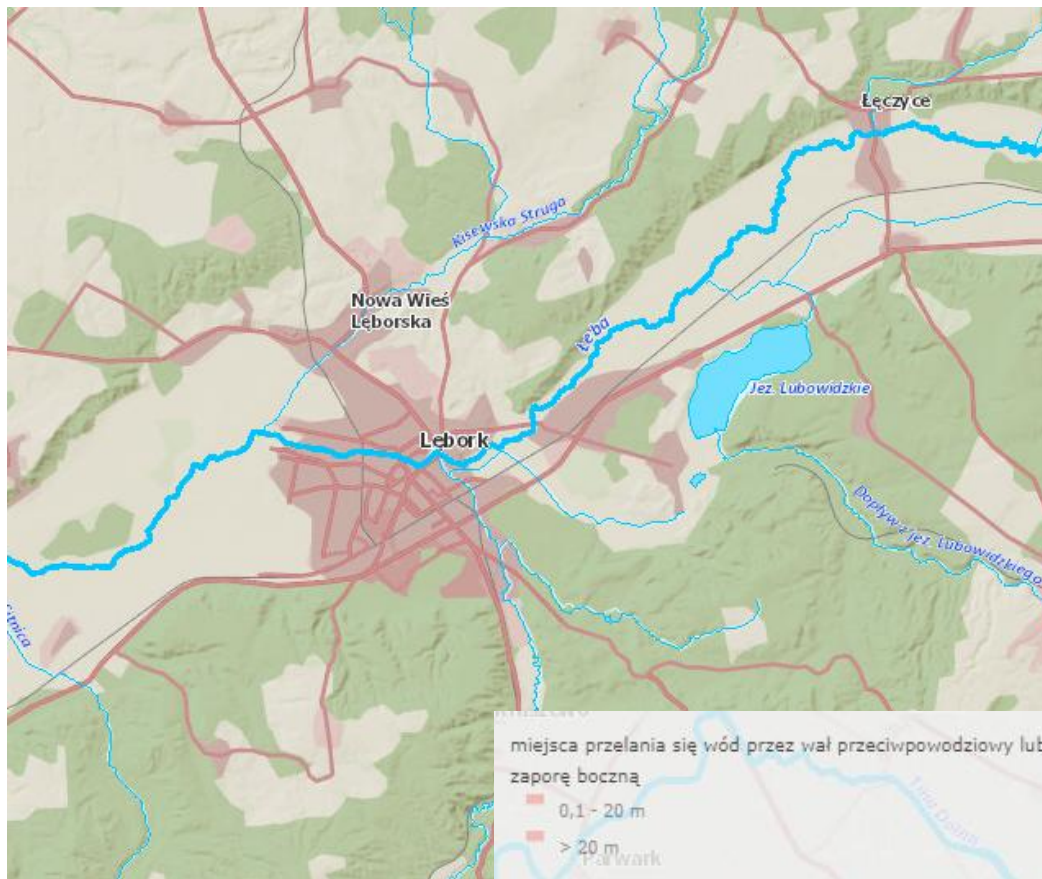 Łęczyce
Kisewska Struga
Nowa Wieś
Lęborska
Łeba
Jez. Lubowidzkie
Lębork
Dopływ z jez. Lubowidzkiego
miejsca przelania się wód przez wał przeciwpowodziowy lub
zaporę boczną
0,1 - 20 m
> 20 m
Parwark